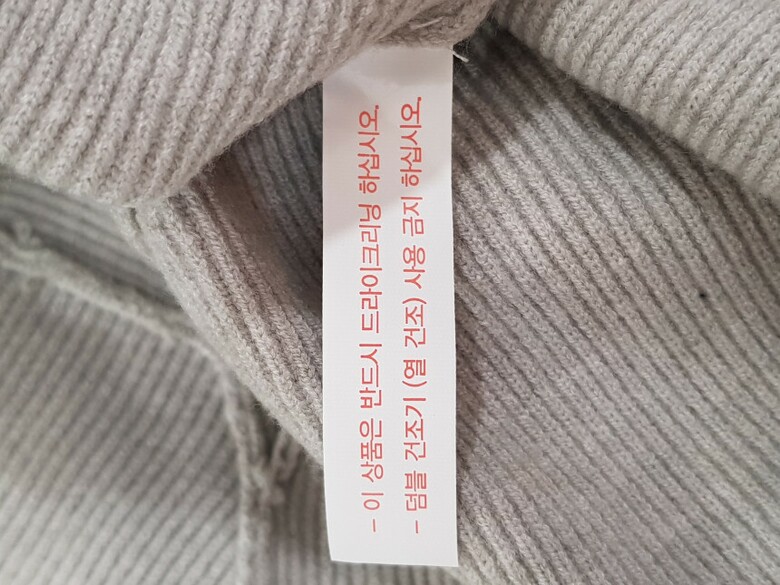 - 이 상품은 반드시 드라이크리닝 하십시오.
- 덤블 건조기 (열 건조) 사용 금지 하십시오.